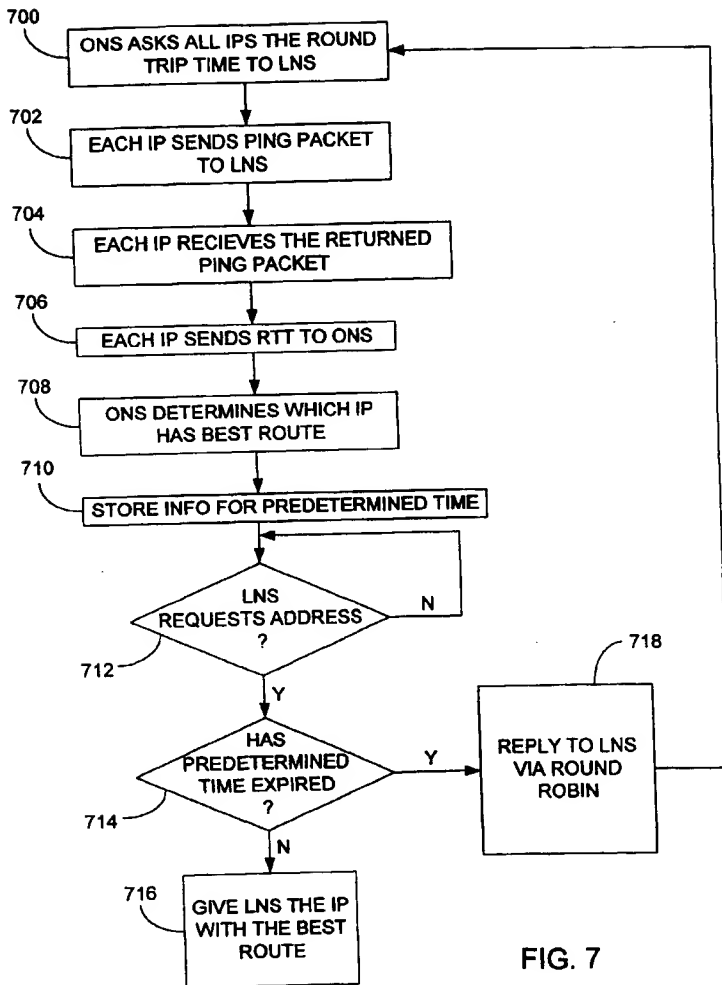 700
ONS ASKS ALL IPS THE ROUND
TRIP TIME TO LNS
702
EACH IP SENDS PING PACKET
TO LNS
704
EACH IP RECIEVES THE RETURNED
PING PACKET
706
EACH IP SENDS RTT TO ONS
708
ONS DETERMINES WHICH IP
HAS BEST ROUTE
710
STORE INFO FOR PREDETERMINED TIME
LNS
REQUESTS ADDRESS
?
N
712
Y
718
HAS
PREDETERMINED
TIME EXPIRED
?
Y
REPLY TO LNS
VIA ROUND
ROBIN
714
N
716
GIVE LNS THE IP
WITH THE BEST
ROUTE
FIG. 7